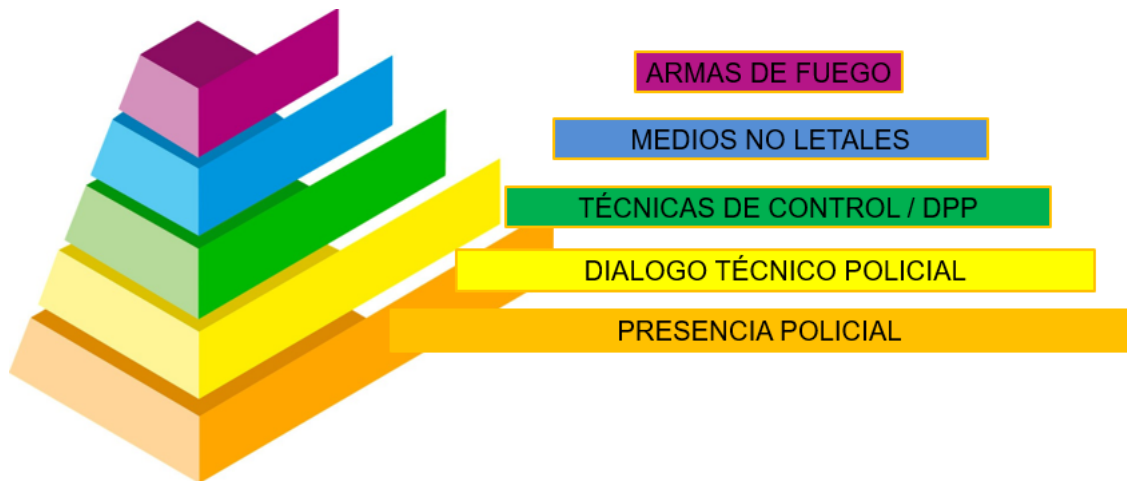 ARMAS DE FUEGO
MEDIOS NO LETALES
TÉCNICAS DE CONTROL / DPP
DIALOGO TÉCNICO POLICIAL
PRESENCIA POLICIAL